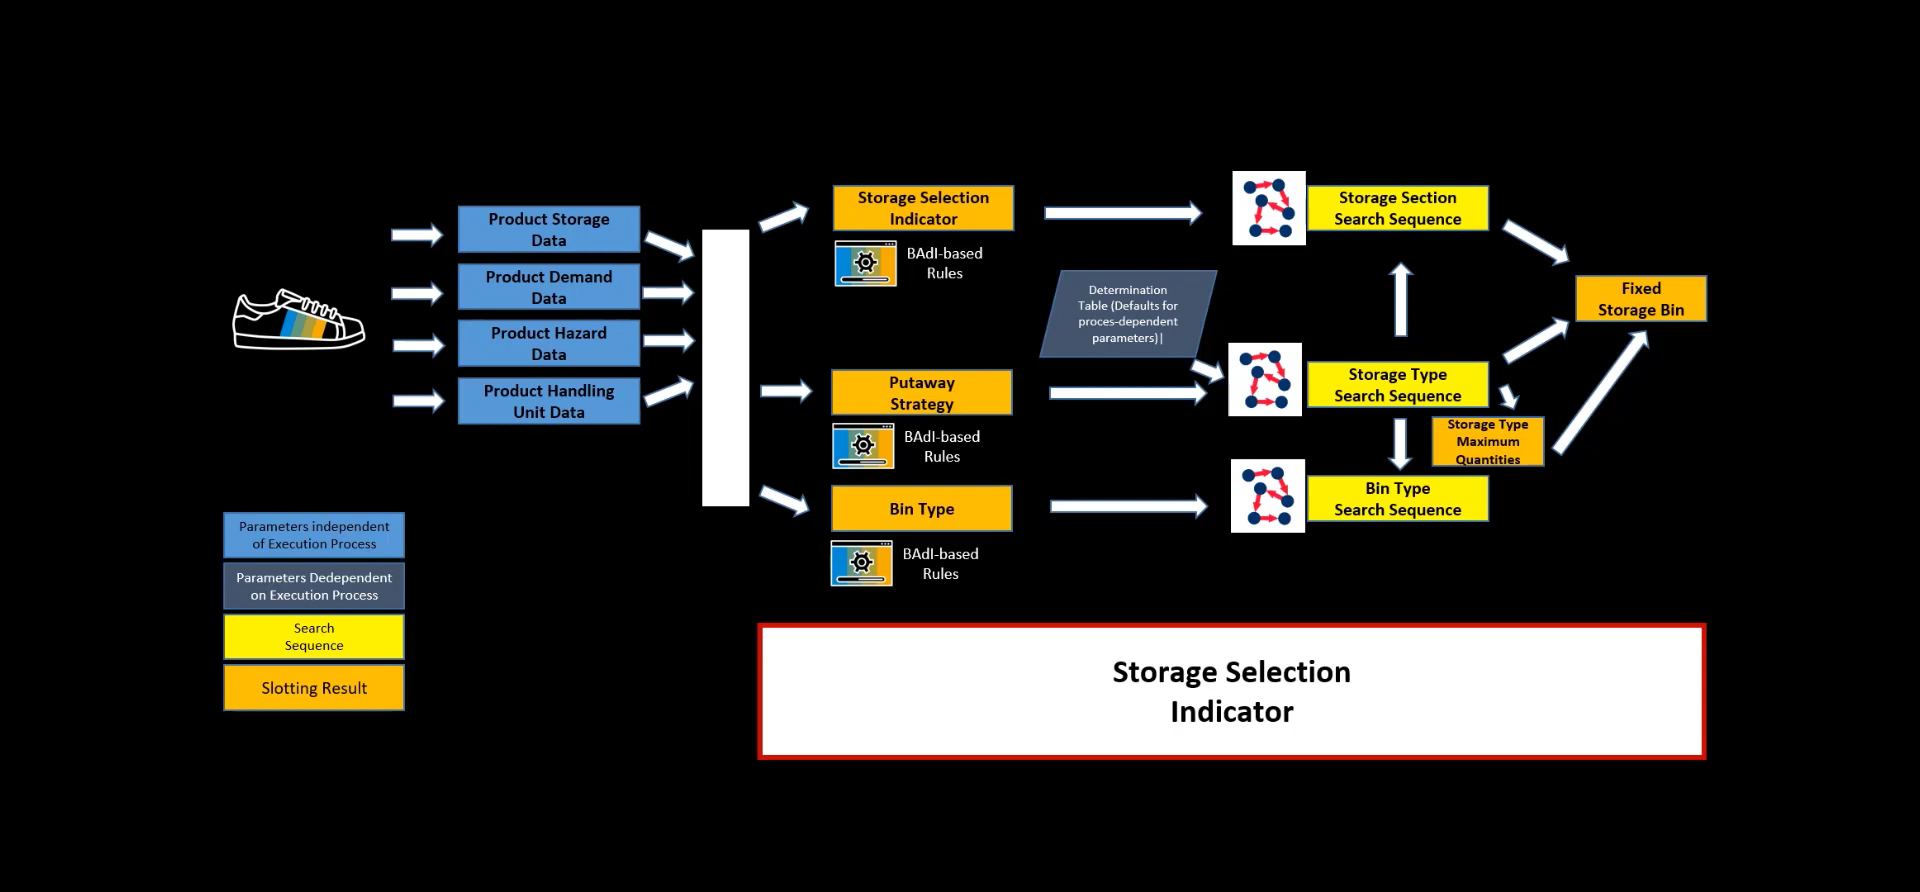 Product Storage
Data
Product Demand
Data
Product Hazard
Data
Product Handling
Unit Data
Storage Selection
Indicator
BAdI-based
Rules
Putaway
Strategy
BAdI-based
Rules
Bin Type
BAdI-based
Rules
Determination
Table (Defaults for
proces-dependent
parameters)|
Storage Section
Search Sequence
Storage Type
Search Sequence
Storage Type
Maximum
Quantities
Bin Type
Search Sequence
Fixed
Storage Bin
Parameters independent
of Execution Process
Parameters Dedependent
on Execution Process
Search
Sequence
Slotting Result
Storage Selection
Indicator